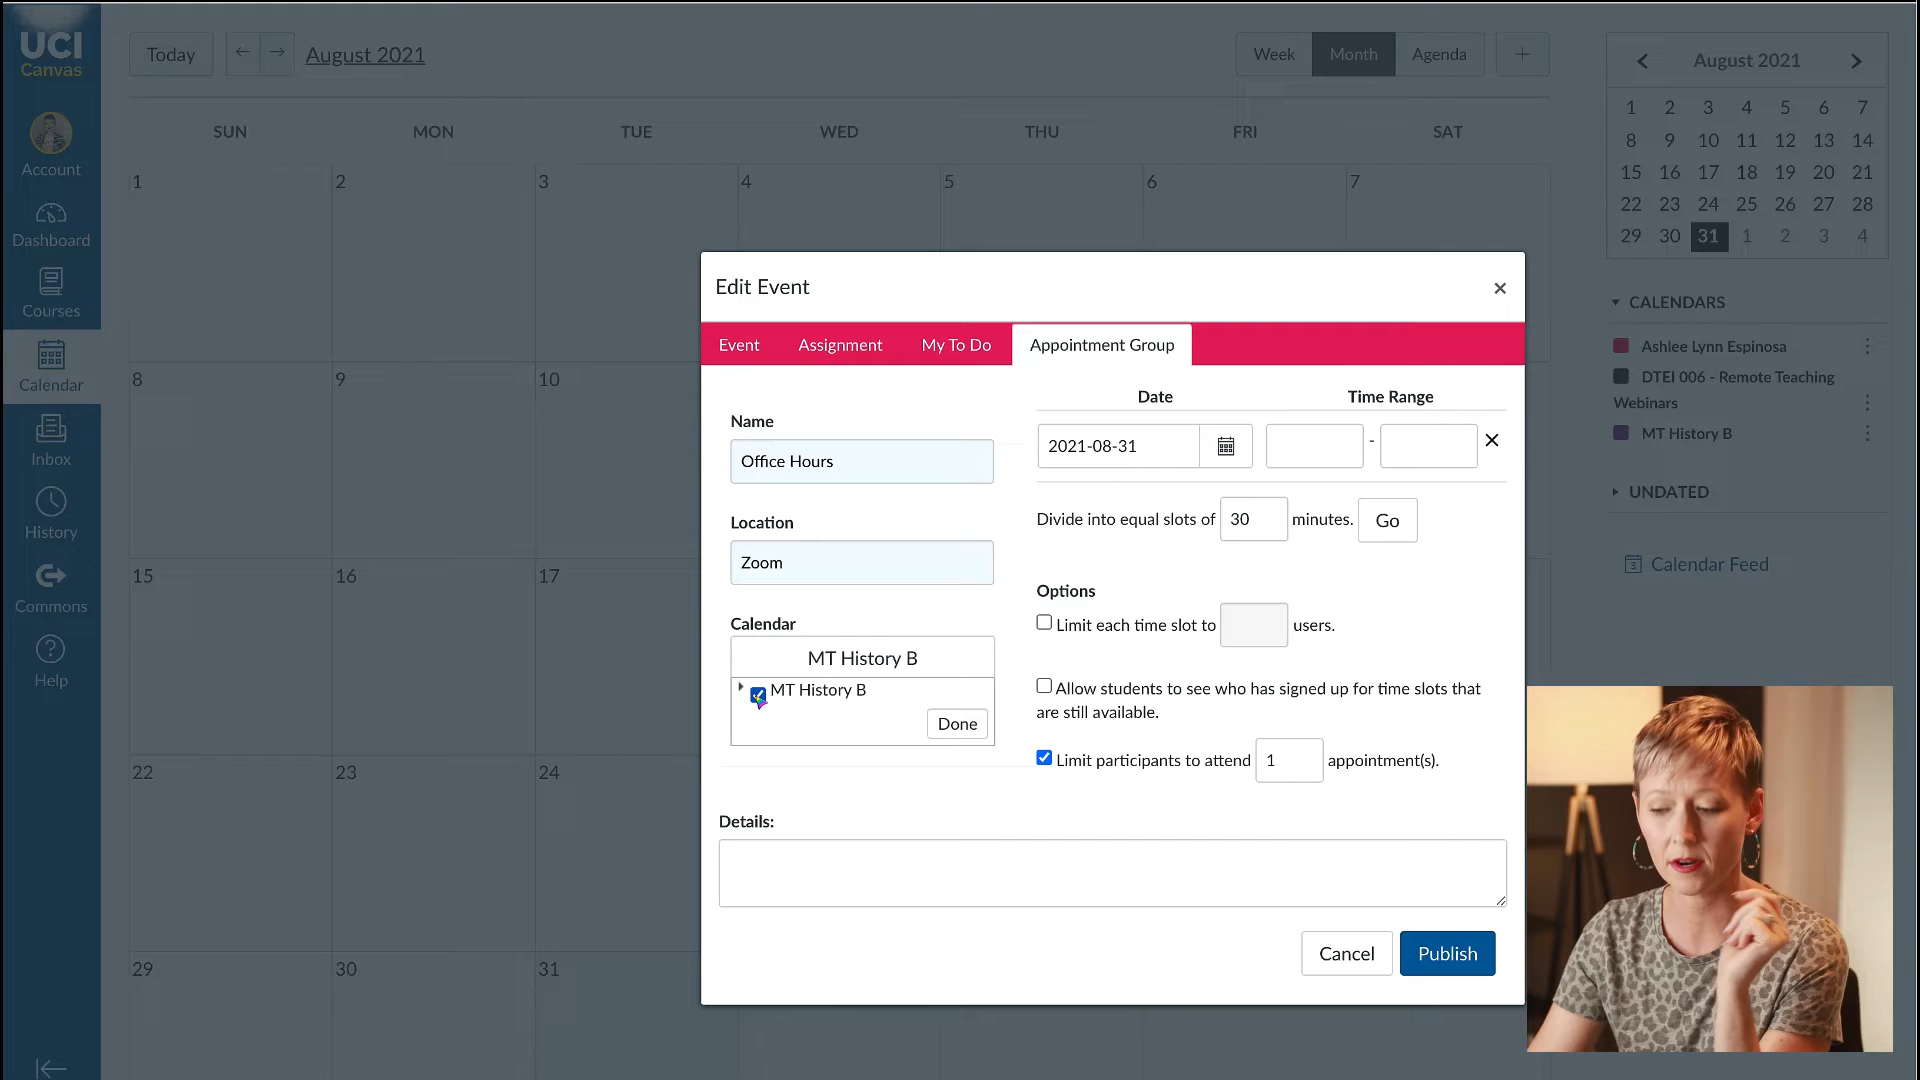 UCI
Canvas
Account
Dashboard
Courses
Calendar
Inbox
History
Commons
Help
Today
August 2021
Week
Month
Agenda
SUN MON TUE WED THU FRI SAT
1 2 3 4 5 6 7
8 9 10
15 16 17
22 23 24
29 30 31
Edit Event
Event
Assignment
My To Do
Appointment Group
Name
Office Hours
Location
Zoom
Calendar
MT History B
MT History B
Done
Date
Time Range
2021-08-31
-
Divide into equal slots of 30 minutes. Go
Options
Limit each time slot to users.
Allow students to see who has signed up for time slots that
are still available.
Limit participants to attend 1 appointment(s).
Details:
Cancel
Publish
August 2021
1 2 3 4 5 6 7
8 9 10 11 12 13 14
15 16 17 18 19 20 21
22 23 24 25 26 27 28
29 30 31 1 2 3 4
CALENDARS
Ashlee Lynn Espinosa
DTEI 006 - Remote Teaching
Webinars
MT History B
UNDATED
Calendar Feed